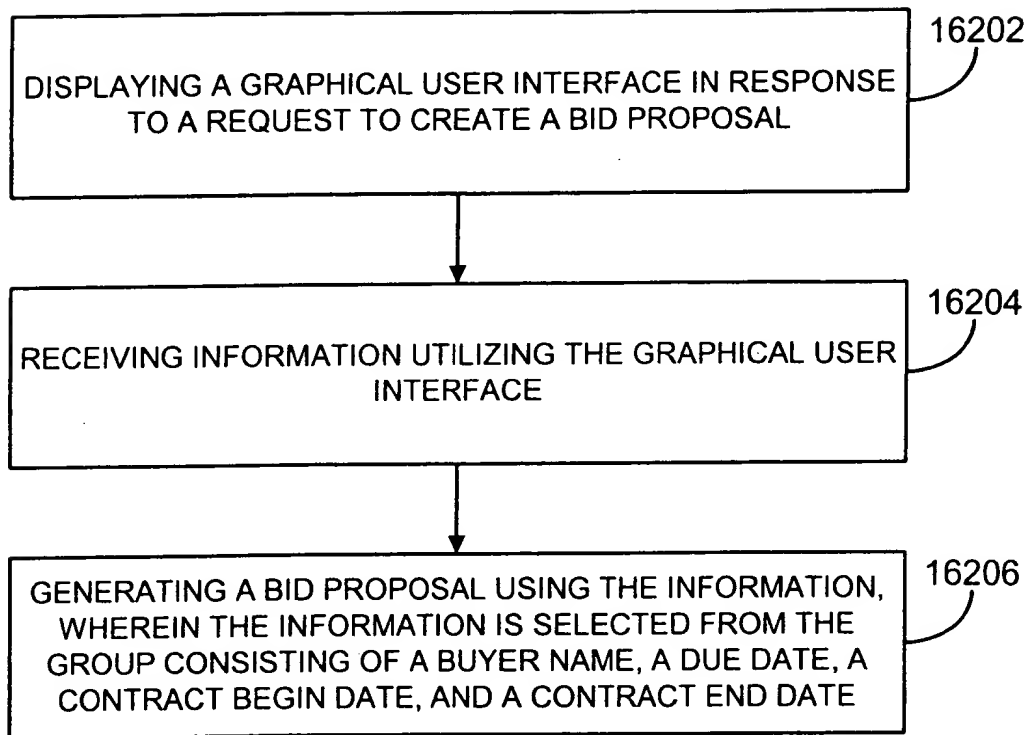 16202
DISPLAYING A GRAPHICAL USER INTERFACE IN RESPONSE
TO A REQUEST TO CREATE A BID PROPOSAL
16204
RECEIVING INFORMATION UTILIZING THE GRAPHICAL USER
INTERFACE
16206
GENERATING A BID PROPOSAL USING THE INFORMATION,
WHEREIN THE INFORMATION IS SELECTED FROM THE
GROUP CONSISTING OF A BUYER NAME, A DUE DATE, A
CONTRACT BEGIN DATE, AND A CONTRACT END DATE